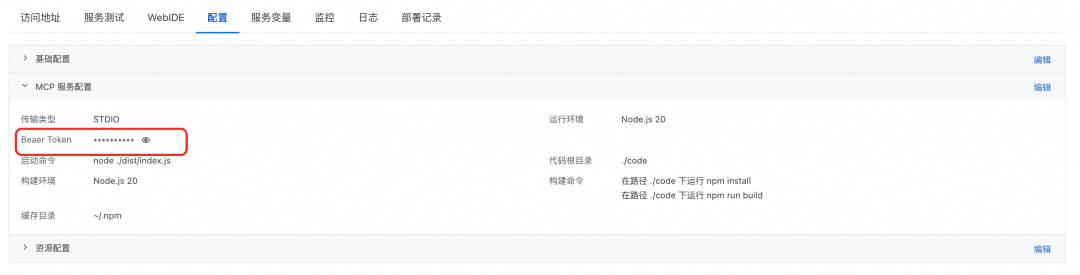 访问地址 服务测试 WebIDE 配置 服务变量 监控 日志 部署记录
基础配置 编辑
MCP 服务配置 编辑
传输类型 STDIO 运行环境 Node.js 20
Beaer Token ••••••••••
启动命令 node ./dist/index.js 代码根目录 ./code
构建环境 Node.js 20 构建命令 在路径 ./code 下运行 npm install
在路径 ./code 下运行 npm run build
缓存目录 ~/.npm
资源配置 编辑